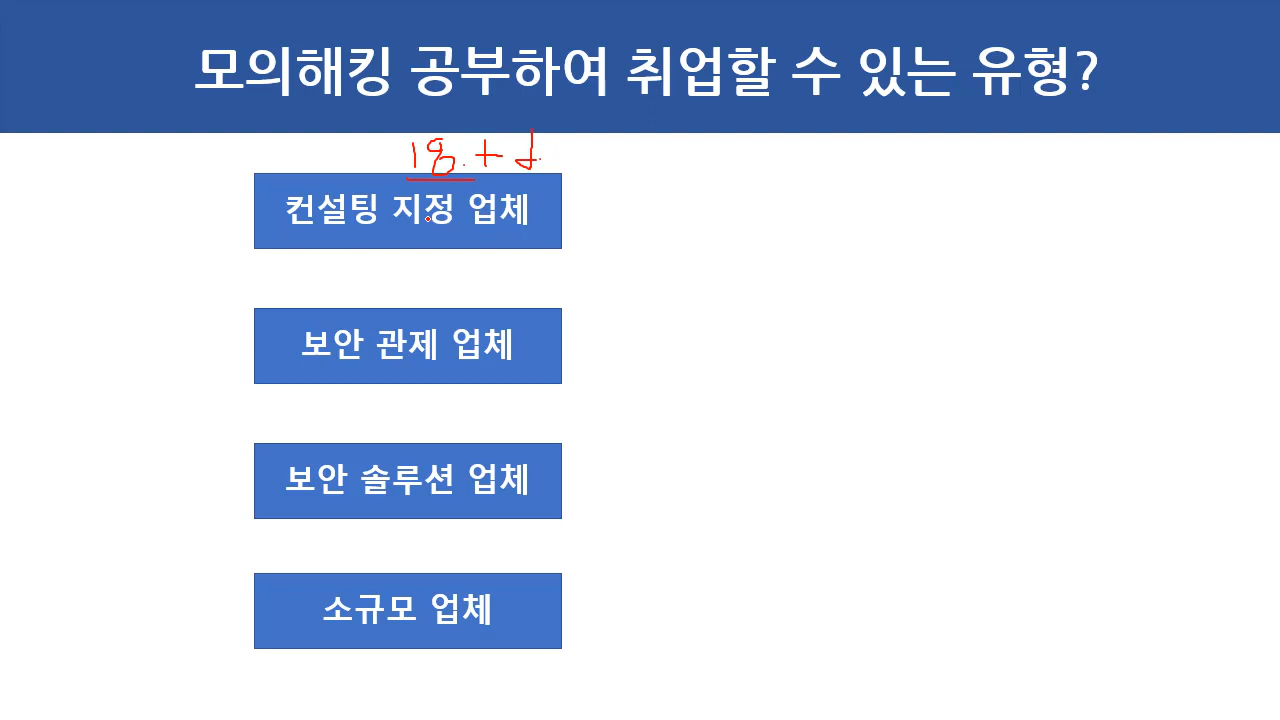 모의해킹 공부하여 취업할 수 있는 유형?
18. +
컨설팅 지정 업체
보안 관제 업체
보안 솔루션 업체
소규모 업체